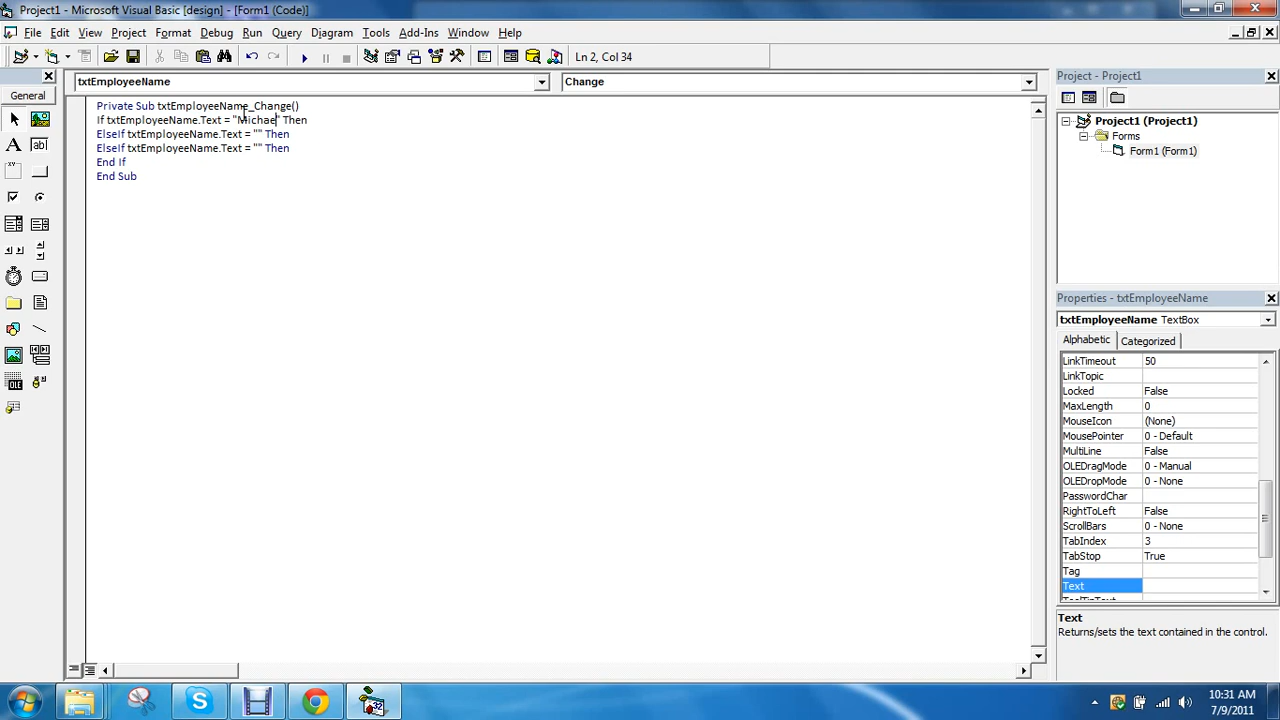 Project1 - Microsoft Visual Basic [design] - [Form1 (Code)]
File Edit View Project Format Debug Run Query Diagram Tools Add-Ins Window Help
Ln 2, Col 34
General
txtEmployeeName
Change
Private Sub txtEmployeeName_Change()
If txtEmployeeName.Text = "Michae" Then
ElseIf txtEmployeeName.Text = "" Then
ElseIf txtEmployeeName.Text = "" Then
End If
End Sub
Project - Project1
Project1 (Project1)
Forms
Form1 (Form1)
Properties - txtEmployeeName
txtEmployeeName TextBox
Alphabetic Categorized
LinkTimeout 50
LinkTopic
Locked False
MaxLength 0
MouseIcon (None)
MousePointer 0 - Default
MultiLine False
OLEDragMode 0 - Manual
OLEDropMode 0 - None
PasswordChar
RightToLeft False
ScrollBars 0 - None
TabIndex 3
TabStop True
Tag
Text
ToolTipText
Text
Returns/sets the text contained in the control.
10:31 AM
7/9/2011